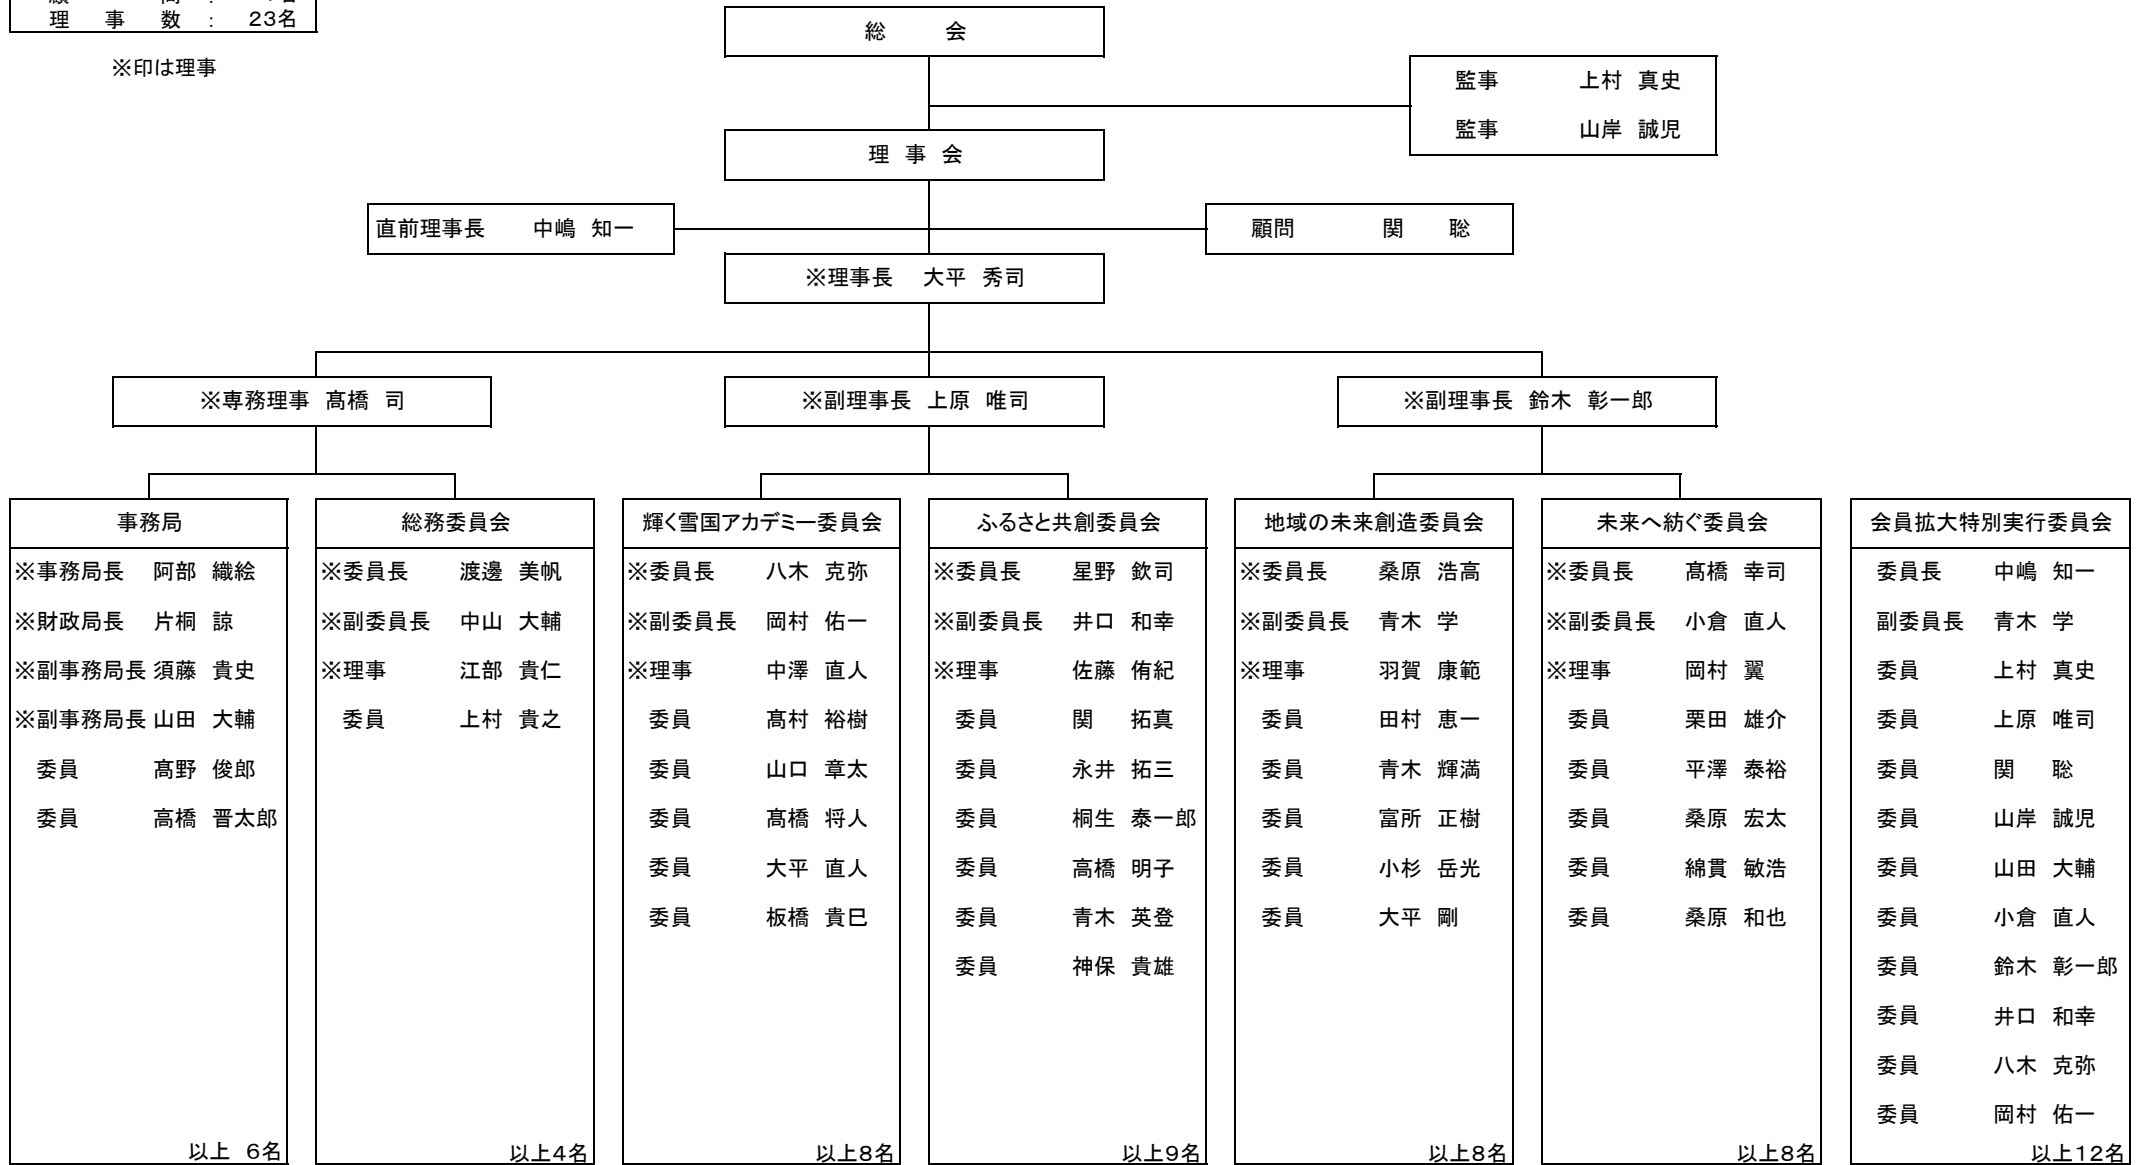 理 事 数 : 23名
※印は理事
総 会
監事 上村 真史
監事 山岸 誠児
理 事 会
直前理事長 中嶋 知一
顧問 関 聡
※理事長 大平 秀司
※専務理事 髙橋 司
※副理事長 上原 唯司
※副理事長 鈴木 彰一郎
事務局
※事務局長 阿部 織絵
※財政局長 片桐 諒
※副事務局長 須藤 貴史
※副事務局長 山田 大輔
委員 髙野 俊郎
委員 高橋 晋太郎
以上 6名
総務委員会
※委員長 渡邊 美帆
※副委員長 中山 大輔
※理事 江部 貴仁
委員 上村 貴之
以上4名
輝く雪国アカデミー委員会
※委員長 八木 克弥
※副委員長 岡村 佑一
※理事 中澤 直人
委員 髙村 裕樹
委員 山口 章太
委員 髙橋 将人
委員 大平 直人
委員 板橋 貴巳
以上8名
ふるさと共創委員会
※委員長 星野 欽司
※副委員長 井口 和幸
※理事 佐藤 侑紀
委員 関 拓真
委員 永井 拓三
委員 桐生 泰一郎
委員 高橋 明子
委員 青木 英登
委員 神保 貴雄
以上9名
地域の未来創造委員会
※委員長 桑原 浩高
※副委員長 青木 学
※理事 羽賀 康範
委員 田村 恵一
委員 青木 輝満
委員 富所 正樹
委員 小杉 岳光
委員 大平 剛
以上8名
未来へ紡ぐ委員会
※委員長 髙橋 幸司
※副委員長 小倉 直人
※理事 岡村 翼
委員 栗田 雄介
委員 平澤 泰裕
委員 桑原 宏太
委員 綿貫 敏浩
委員 桑原 和也
以上8名
会員拡大特別実行委員会
委員長 中嶋 知一
副委員長 青木 学
委員 上村 真史
委員 上原 唯司
委員 関 聡
委員 山岸 誠児
委員 山田 大輔
委員 小倉 直人
委員 鈴木 彰一郎
委員 井口 和幸
委員 八木 克弥
委員 岡村 佑一
以上12名